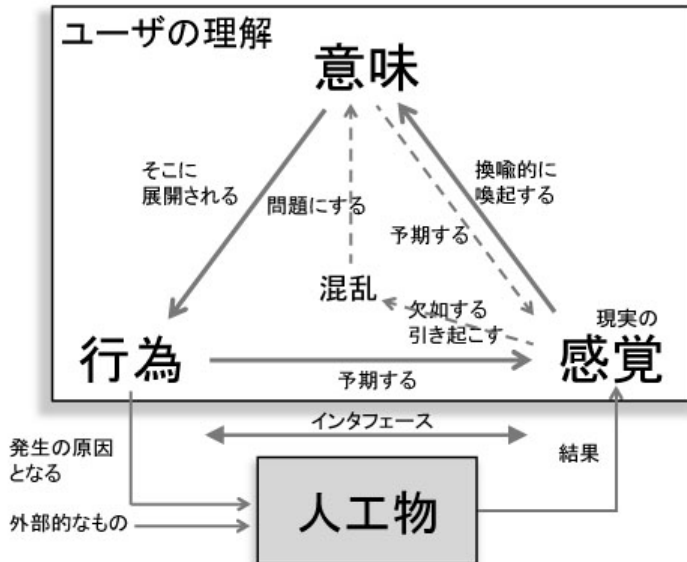 ユーザの理解
意味
そこに
展開される
問題にする
換喩的に
喚起する
予期する
混乱
欠如する
引き起こす
現実の
行為
感覚
予期する
インタフェース
発生の原因
となる
結果
外部的なもの
人工物